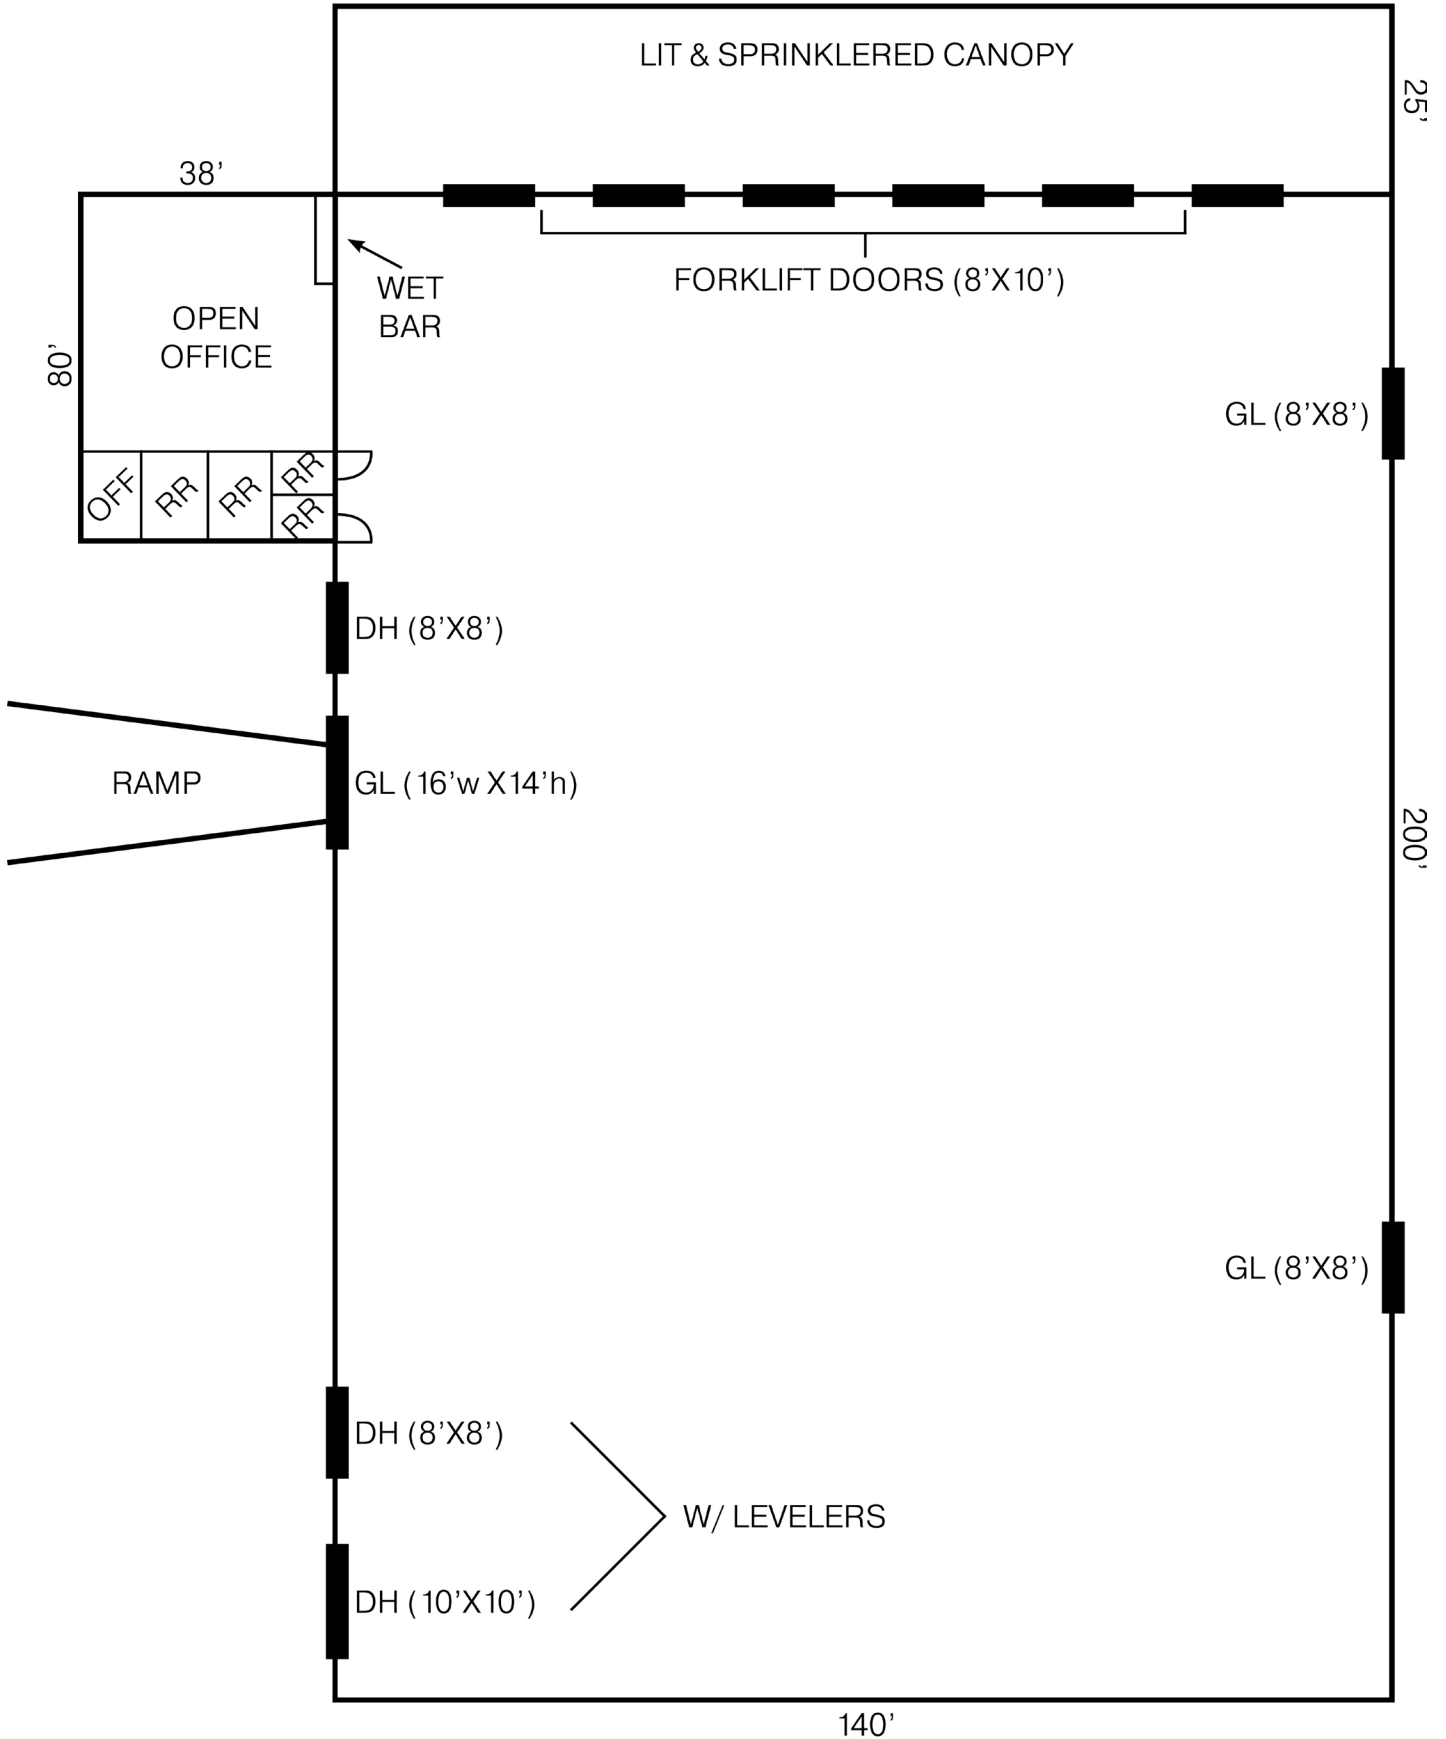 LIT & SPRINKLERED CANOPY
25’
38’
FORKLIFT DOORS (8’X10’)
WET
BAR
OPEN
OFFICE
80’
GL (8’X8’)
OFF
RR
RR
RR
RR
DH (8’X8’)
RAMP
GL (16’w X14’h)
200’
GL (8’X8’)
DH (8’X8’)
W/ LEVELERS
DH (10’X10’)
140’